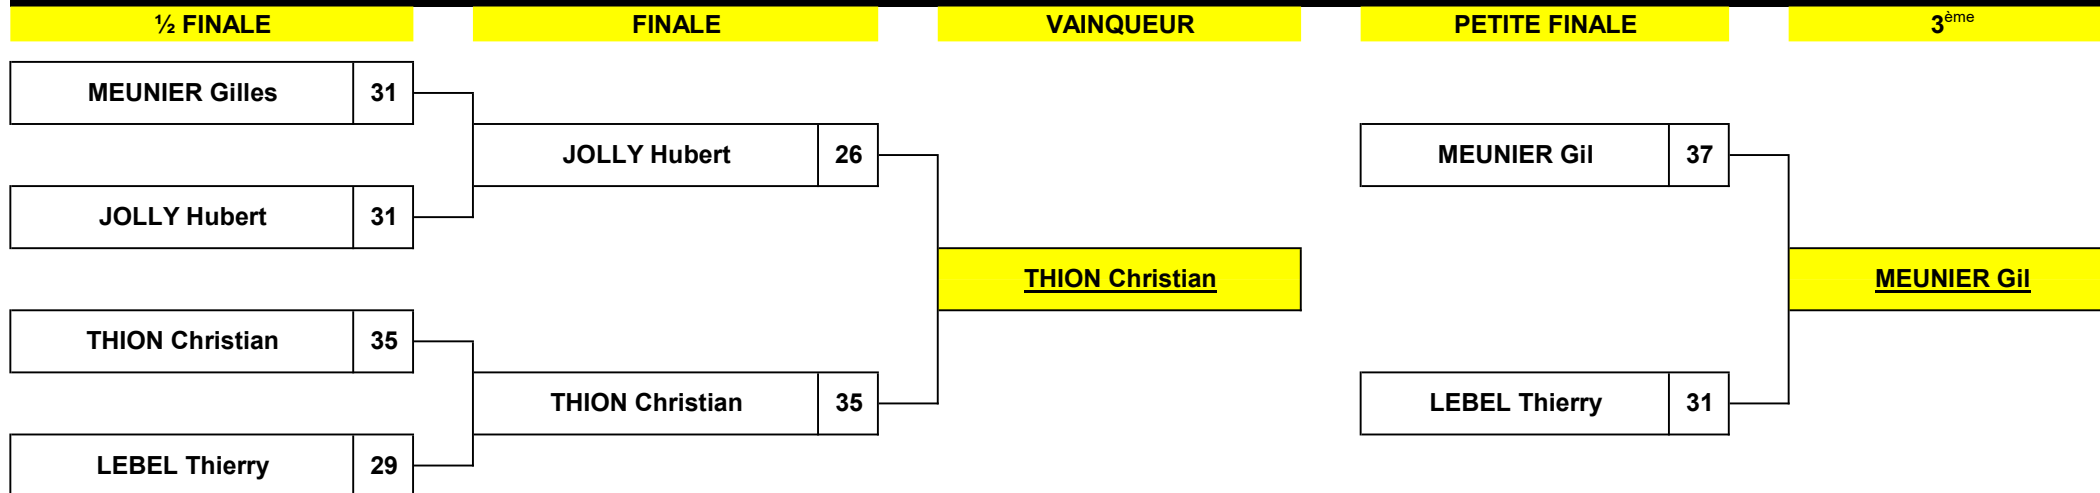 ½ FINALE FINALE VAINQUEUR PETITE FINALE 3ème
MEUNIER Gilles 31
JOLLY Hubert 26 MEUNIER Gil 37
JOLLY Hubert 31
THION Christian MEUNIER Gil
THION Christian 35
THION Christian 35 LEBEL Thierry 31
LEBEL Thierry 29